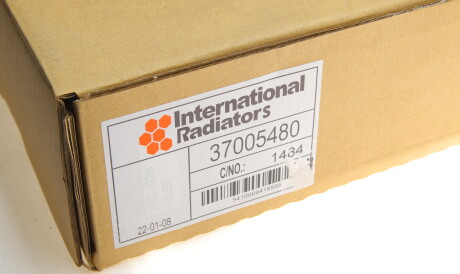 International
Radiators
37005480
C/NO.: 1434
22-01-08